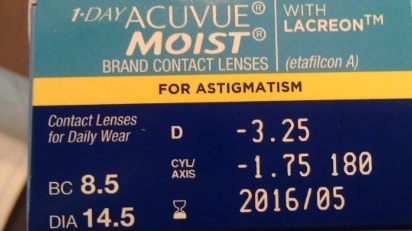 1·DAY ACUVUE® WITH
MOIST® LACREON™
BRAND CONTACT LENSES (etafilcon A)
FOR ASTIGMATISM
Contact Lenses
for Daily Wear
D -3.25
CYL/
AXIS -1.75 180
BC 8.5
2016/05
DIA 14.5